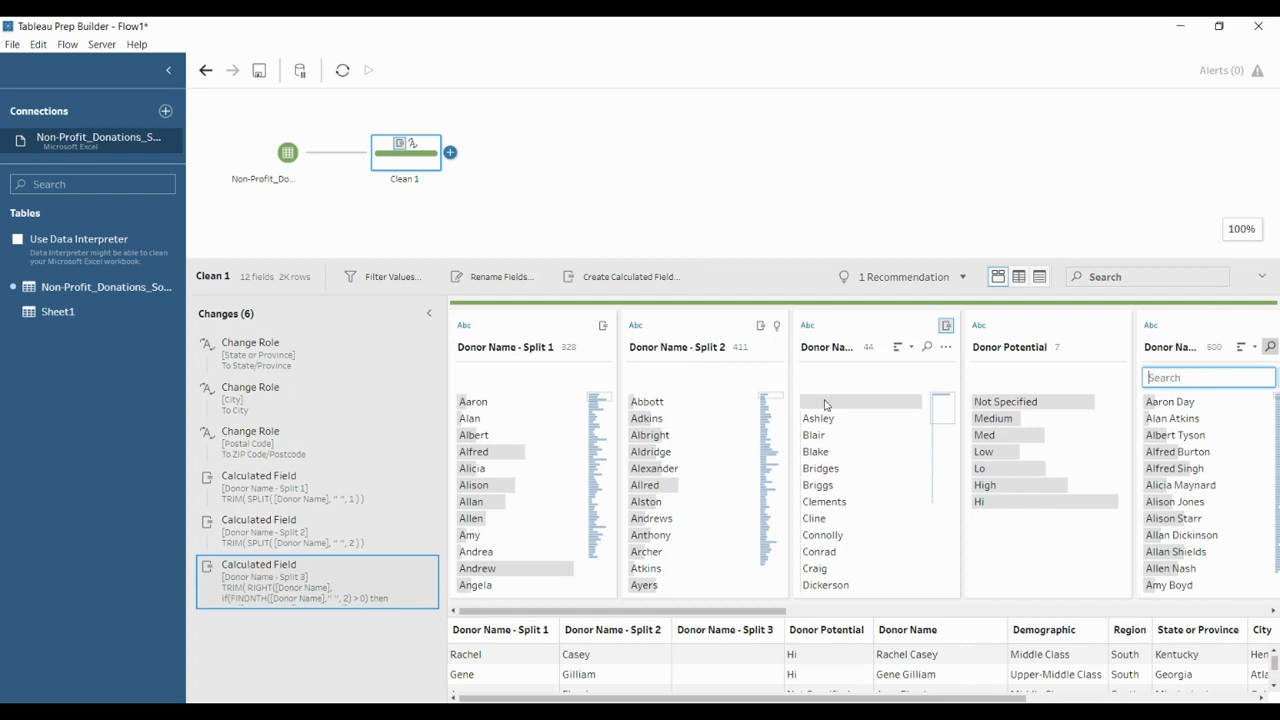 Tableau Prep Builder - Flow1*
File Edit Flow Server Help
Alerts (0)
Connections
Non-Profit_Donations_S...
Microsoft Excel
Search
Tables
Use Data Interpreter
Data Interpreter might be able to clean
your Microsoft Excel workbook.
Non-Profit_Donations_So...
Sheet1
Non-Profit_Do...
Clean 1
100%
Clean 1 12 fields 2K rows Filter Values... Rename Fields... Create Calculated Field... 1 Recommendation Search
Changes (6)
Change Role
[State or Province]
To State/Province
Change Role
[City]
To City
Change Role
[Postal Code]
To ZIP Code/Postcode
Calculated Field
[Donor Name - Split 1]
TRIM( SPLIT( [Donor Name], " ", 1 ) )
Calculated Field
[Donor Name - Split 2]
TRIM( SPLIT( [Donor Name], " ", 2 ) )
Calculated Field
[Donor Name - Split 3]
TRIM( RIGHT([Donor Name],
if(FINDNTH([Donor Name], " ", 2) > 0) then
Abc
Donor Name - Split 1 328
Aaron
Alan
Albert
Alfred
Alicia
Alison
Allan
Allen
Amy
Andrea
Andrew
Angela
Abc
Donor Name - Split 2 411
Abbott
Adkins
Albright
Aldridge
Alexander
Allred
Alston
Andrews
Anthony
Archer
Atkins
Ayers
Abc
Donor Na... 44
Ashley
Blair
Blake
Bridges
Briggs
Clements
Cline
Connolly
Conrad
Craig
Dickerson
Abc
Donor Potential 7
Not Specified
Medium
Med
Low
Lo
High
Hi
Abc
Donor Na... 500
Search
Aaron Day
Alan Atkins
Albert Tyson
Alfred Burton
Alfred Singh
Alicia Maynard
Alison Jones
Alison Starr
Allan Dickinson
Allan Shields
Allen Nash
Amy Boyd
Donor Name - Split 1 Donor Name - Split 2 Donor Name - Split 3 Donor Potential Donor Name Demographic Region State or Province City
Rachel Casey Hi Rachel Casey Middle Class South Kentucky Hen
Gene Gilliam Hi Gene Gilliam Upper-Middle Class South Georgia Atla